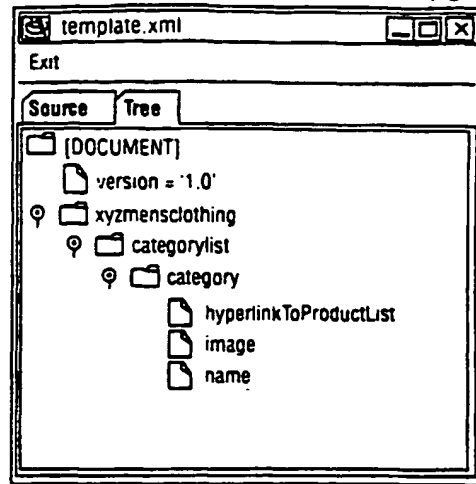 template.xml
Exit
Source Tree
[DOCUMENT]
version = '1.0'
xyzmensclothing
categorylist
category
hyperlinkToProductList
image
name